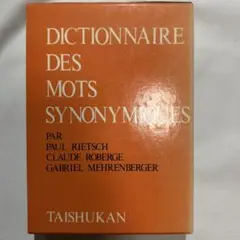 DICTIONNAIRE
DES
MOTS
SYNONYMIQUES
PAR
PAUL RIETSCH
CLAUDE ROBERGE
GABRIEL MEHRENBERGER
TAISHUKAN